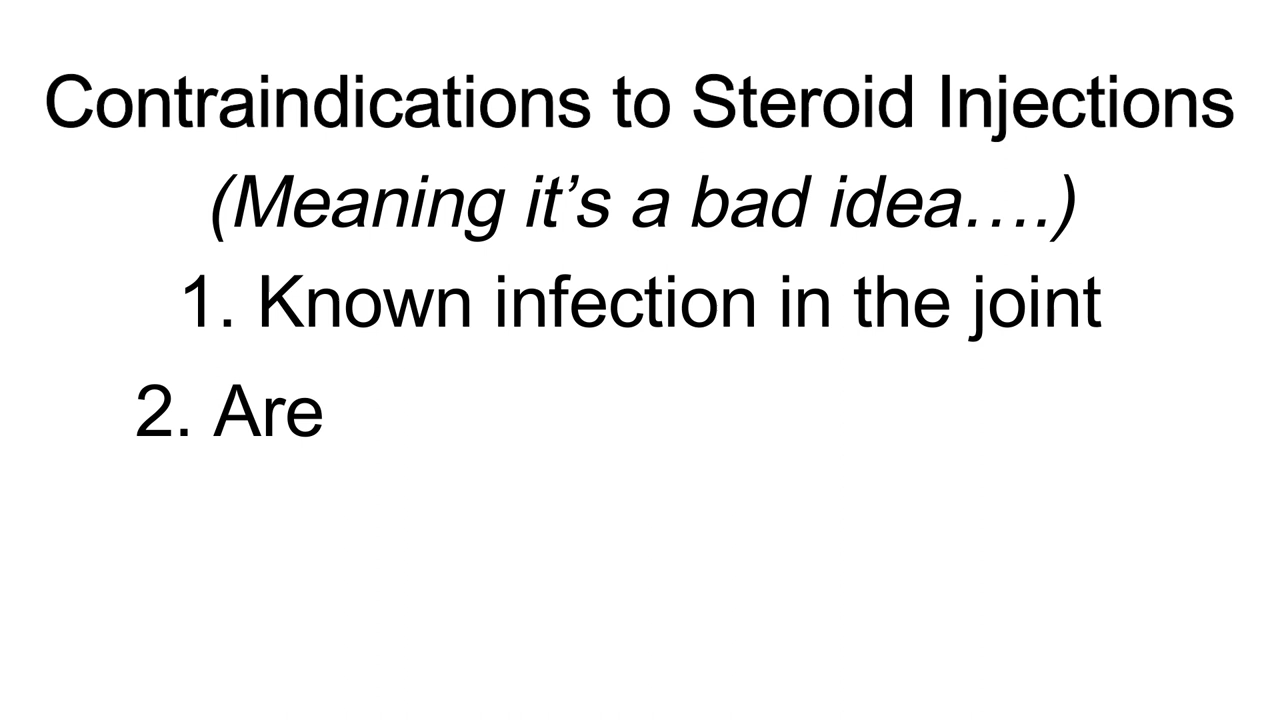 Contraindications to Steroid Injections
(Meaning it’s a bad idea….)
1. Known infection in the joint
2. Are